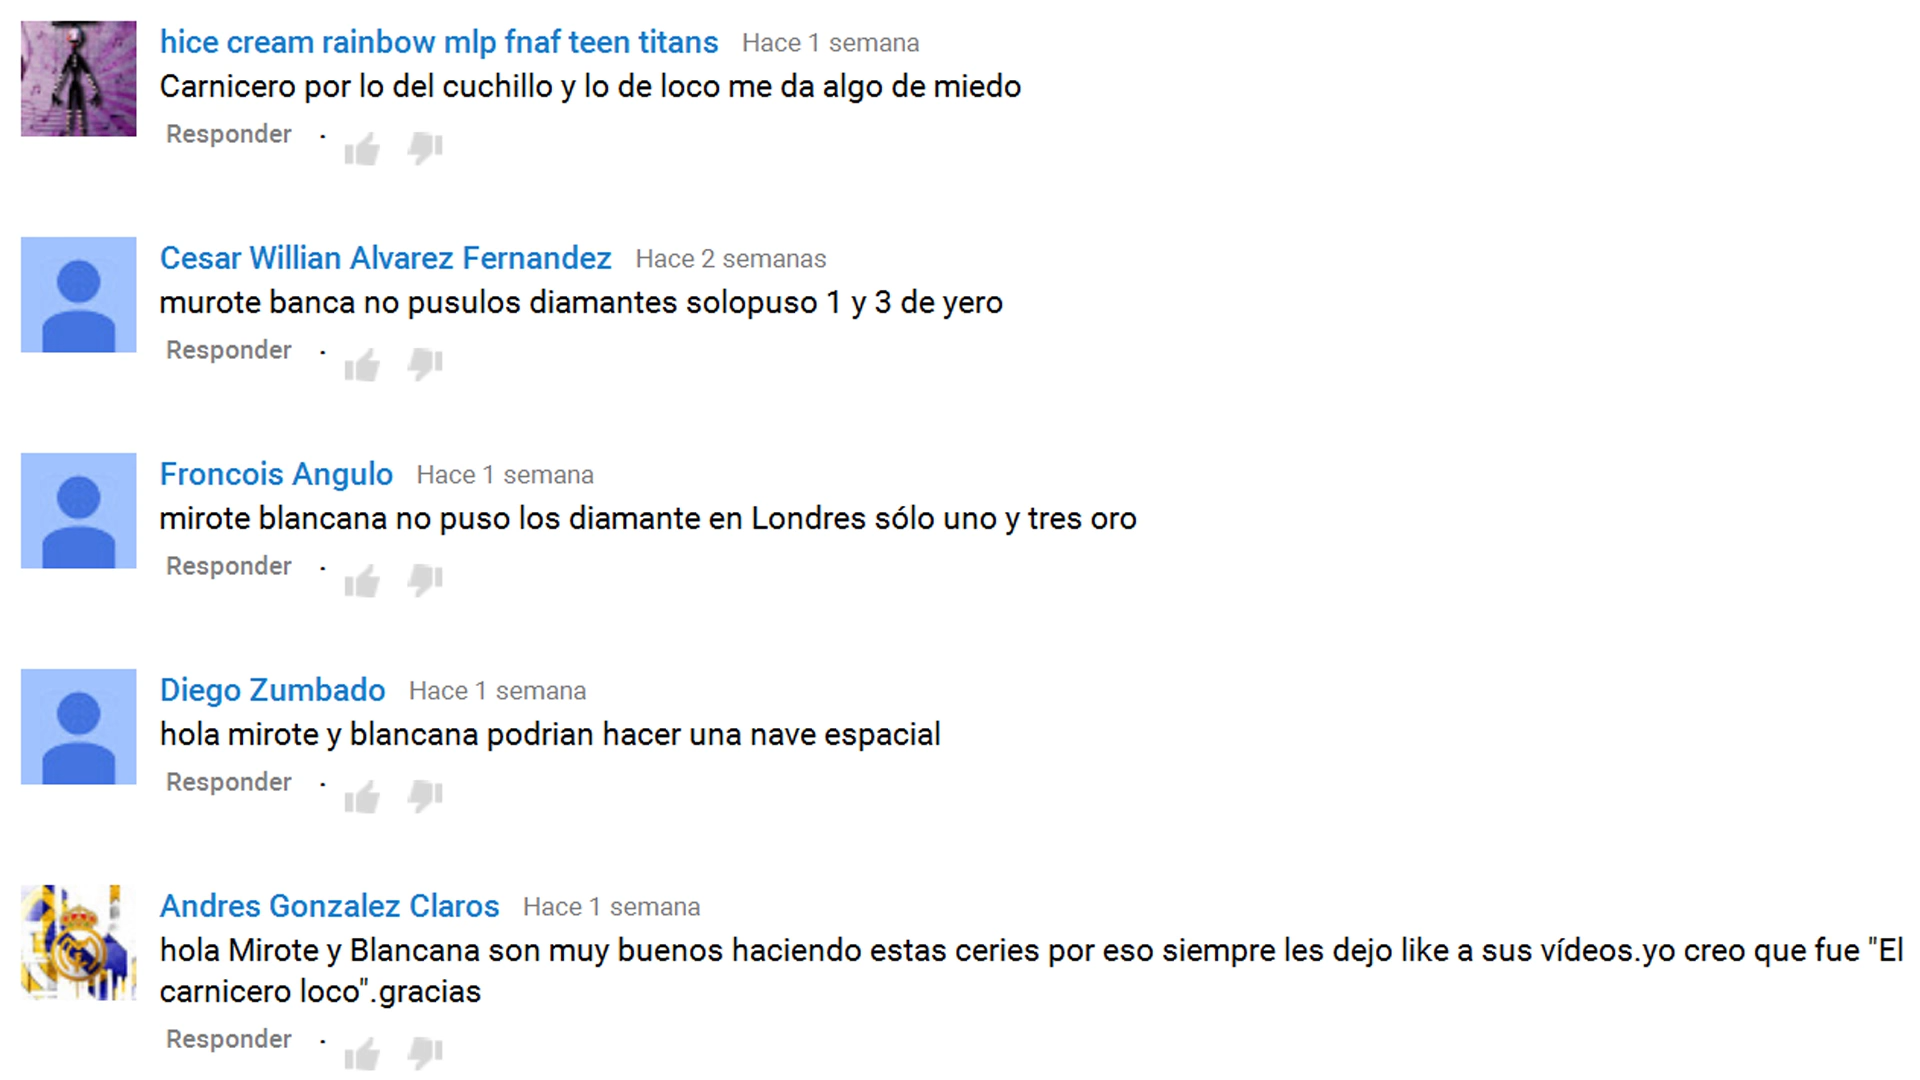 hice cream rainbow mlp fnaf teen titans Hace 1 semana
Carnicero por lo del cuchillo y lo de loco me da algo de miedo
Responder ·
Cesar Willian Alvarez Fernandez Hace 2 semanas
murote banca no pusulos diamantes solopuso 1 y 3 de yero
Responder ·
Froncois Angulo Hace 1 semana
mirote blancana no puso los diamante en Londres sólo uno y tres oro
Responder ·
Diego Zumbado Hace 1 semana
hola mirote y blancana podrian hacer una nave espacial
Responder ·
Andres Gonzalez Claros Hace 1 semana
hola Mirote y Blancana son muy buenos haciendo estas ceries por eso siempre les dejo like a sus vídeos.yo creo que fue "El
carnicero loco".gracias
Responder ·